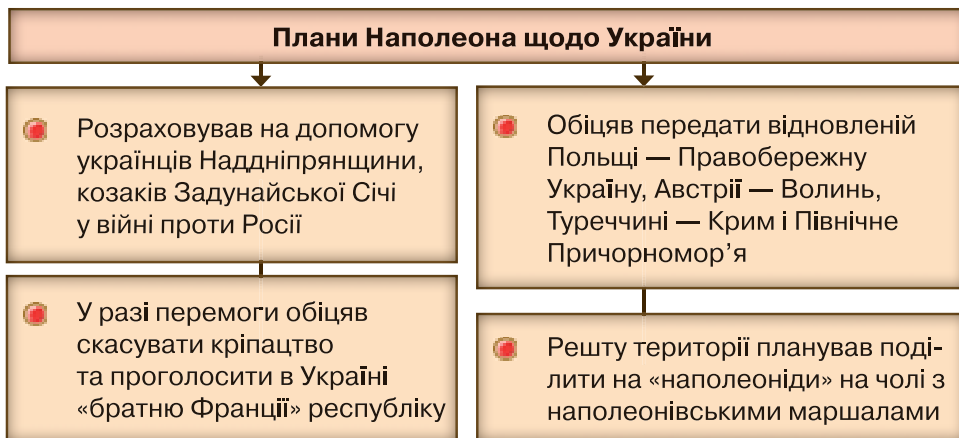 Плани Наполеона щодо України
Розраховував на допомогу
українців Наддніпрянщини,
козаків Задунайської Січі
у війні проти Росії
У разі перемоги обіцяв
скасувати кріпацтво
та проголосити в Україні
«братню Франції» республіку
Обіцяв передати відновленій
Польщі — Правобережну
Україну, Австрії — Волинь,
Туреччині — Крим і Північне
Причорномор’я
Решту території планував поді-
лити на «наполеоніди» на чолі з
наполеонівськими маршалами